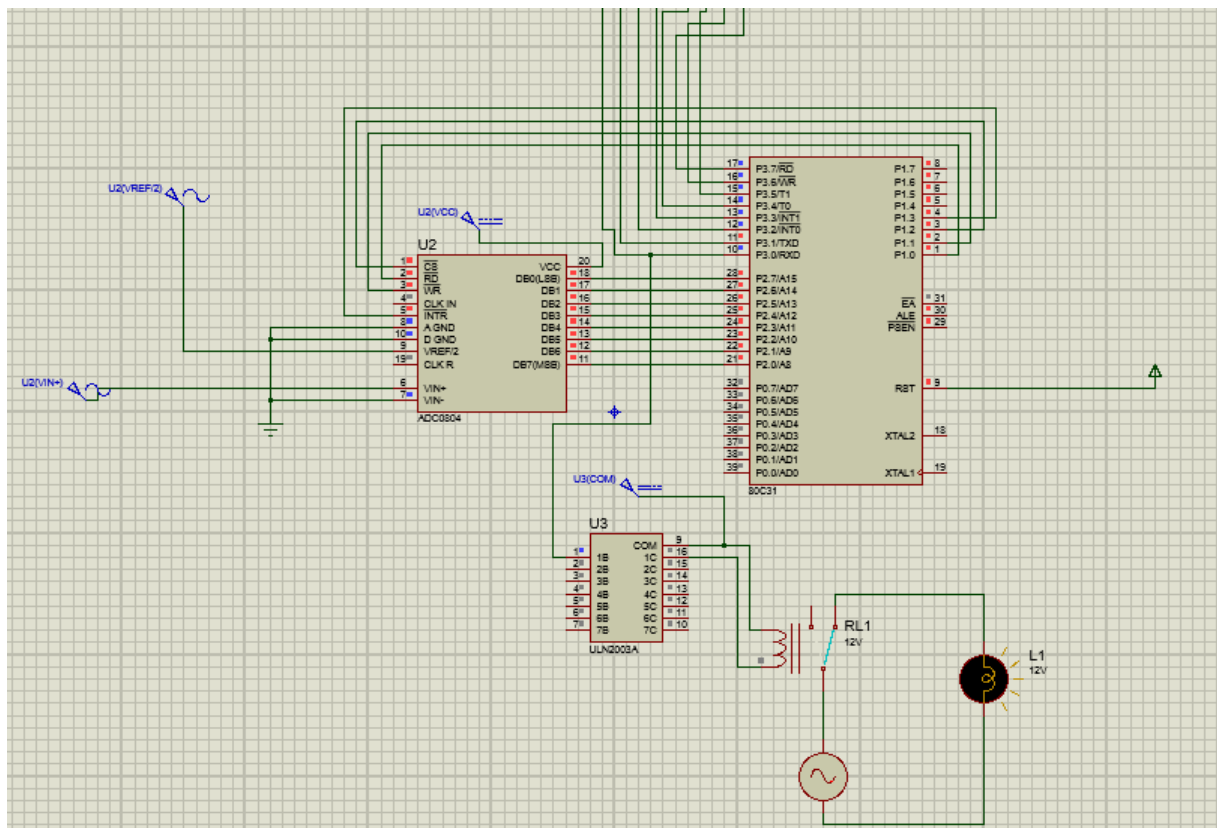 U2(VREF/2)
U2(VCC)
U2
1 CS VCC 20
2 RD DB0(LSB) 18
3 WR DB1 17
4 CLK IN DB2 16
5 INTR DB3 15
8 A GND DB4 14
10 D GND DB5 13
9 VREF/2 DB6 12
19 CLK R DB7(MSB) 11
U2(VIN+)
6 VIN+
7 VIN-
ADC0804
17 P3.7/RD P1.7 8
16 P3.6/WR P1.6 7
15 P3.5/T1 P1.5 6
14 P3.4/T0 P1.4 5
13 P3.3/INT1 P1.3 4
12 P3.2/INT0 P1.2 3
11 P3.1/TXD P1.1 2
10 P3.0/RXD P1.0 1
28 P2.7/A15
27 P2.6/A14 EA 31
26 P2.5/A13 ALE 30
25 P2.4/A12 PSEN 29
24 P2.3/A11
23 P2.2/A10
22 P2.1/A9
21 P2.0/A8
32 P0.7/AD7 RST 9
33 P0.6/AD6
34 P0.5/AD5
35 P0.4/AD4
36 P0.3/AD3 XTAL2 18
37 P0.2/AD2
38 P0.1/AD1
39 P0.0/AD0 XTAL1 19
80C31
U3(COM)
U3
COM 9
1 1B 1C 16
2 2B 2C 15
3 3B 3C 14
4 4B 4C 13
5 5B 5C 12
6 6B 6C 11
7 7B 7C 10
ULN2003A
RL1
12V
L1
12V